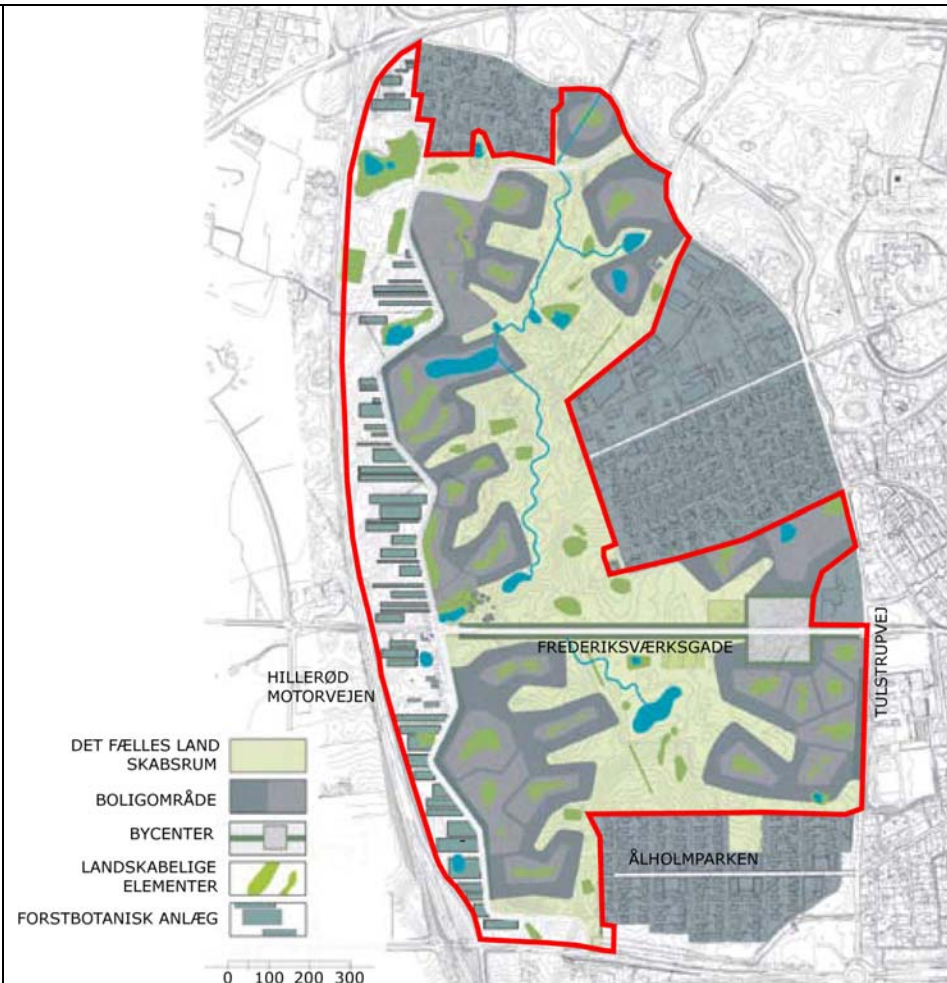 FREDERIKSVÆRKSGADE
TULSTRUPVEJ
HILLERØD
MOTORVEJEN
DET FÆLLES LAND
SKABSRUM
BOLIGOMRÅDE
BYCENTER
LANDSKABELIGE
ELEMENTER
FORSTBOTANISK ANLÆG
ÅLHOLMPARKEN
0 100 200 300